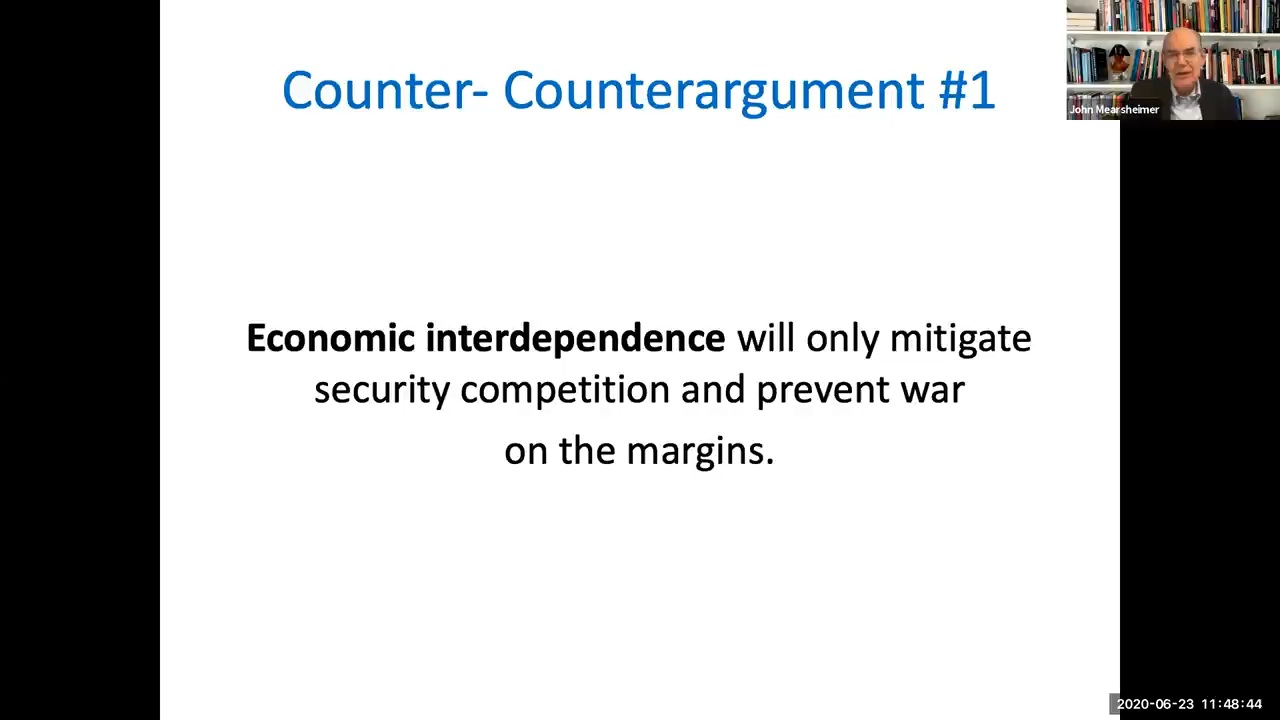 Counter- Counterargument #1
John Mearsheimer
Economic interdependence will only mitigate
security competition and prevent war
on the margins.
2020-06-23 11:48:44